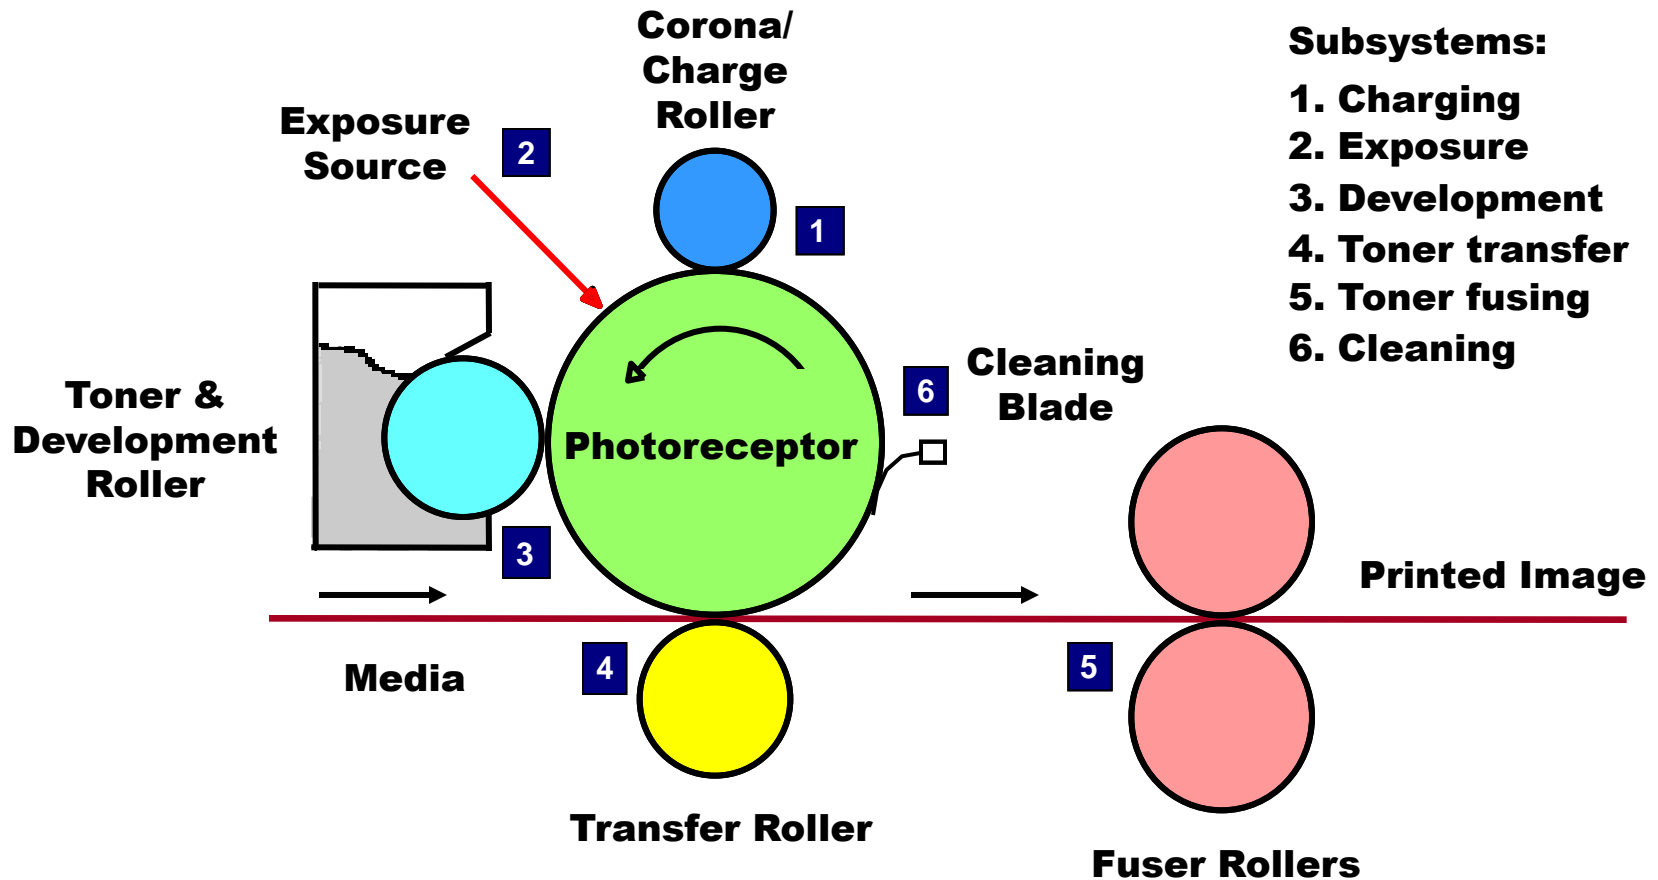 Corona/
Charge
Roller
Exposure
Source
2
1
Subsystems:
1. Charging
2. Exposure
3. Development
4. Toner transfer
5. Toner fusing
6. Cleaning
Toner &
Development
Roller
Photoreceptor
6
Cleaning
Blade
3
Printed Image
Media
4
5
Transfer Roller
Fuser Rollers